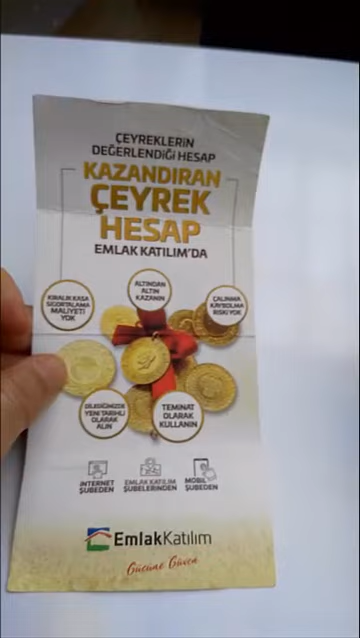 ÇEYREKLERİN
DEĞERLENDİĞİ HESAP
KAZANDIRAN
ÇEYREK
HESAP
EMLAK KATILIM'DA
ALTINDAN
ALTIN
KAZANIN
KİRALIK KASA
SİGORTALAMA
MALİYETİ
YOK
ÇALINMA
KAYBOLMA
RİSKİ YOK
DİLEDİĞİNİZDE
YENİ TARİHLİ
OLARAK
ALIN
TEMİNAT
OLARAK
KULLANIN
İNTERNET
ŞUBEDEN
EMLAK KATILIM
ŞUBELERİNDEN
MOBİL
ŞUBEDEN
EmlakKatılım
Gücüne Güven